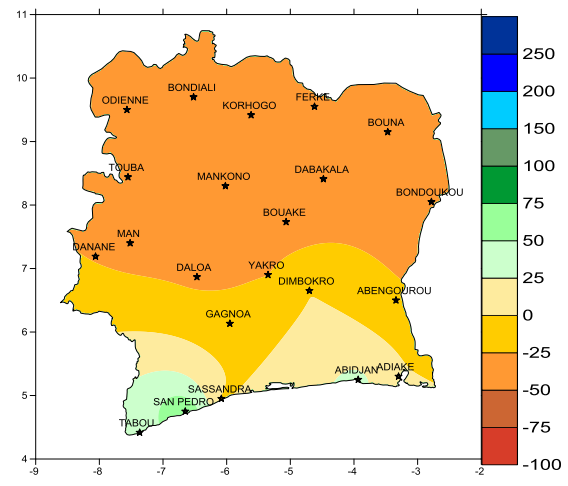 11
10
9
8
7
6
5
4
-9
-8
-7
-6
-5
-4
-3
-2
BONDIALI
ODIENNE
KORHOGO
FERKE
BOUNA
TOUBA
MANKONO
DABAKALA
BONDOUKOU
BOUAKE
MAN
DANANE
DALOA
YAKRO
DIMBOKRO
ABENGOUROU
GAGNOA
ABIDJAN
ADIAKE
SASSANDRA
SAN PEDRO
TABOU
250
200
150
100
75
50
25
0
-25
-50
-75
-100